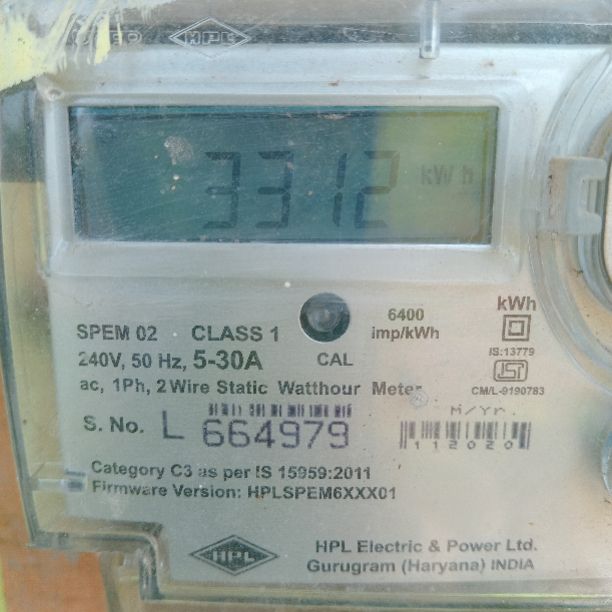 HPL
3312 kWh
6400
imp/kWh
kWh
IS:13779
ISI
CM/L-9190783
SPEM 02 CLASS 1
240V, 50 Hz, 5-30A
CAL
ac, 1Ph, 2 Wire Static Watthour Meter
S. No. L 664979
M/Yr.
112020
Category C3 as per IS 15959:2011
Firmware Version: HPLSPEM6XXX01
HPL
HPL Electric & Power Ltd.
Gurugram (Haryana) INDIA